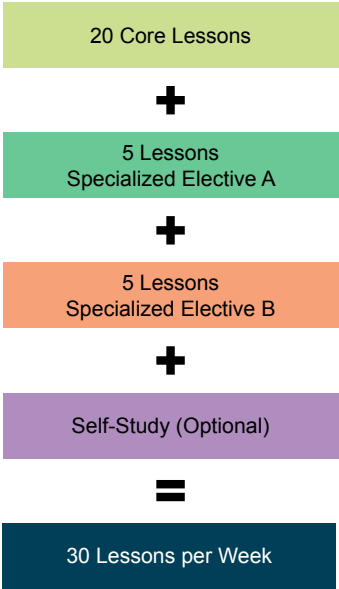 20 Core Lessons
+
5 Lessons
Specialized Elective A
+
5 Lessons
Specialized Elective B
+
Self-Study (Optional)
=
30 Lessons per Week